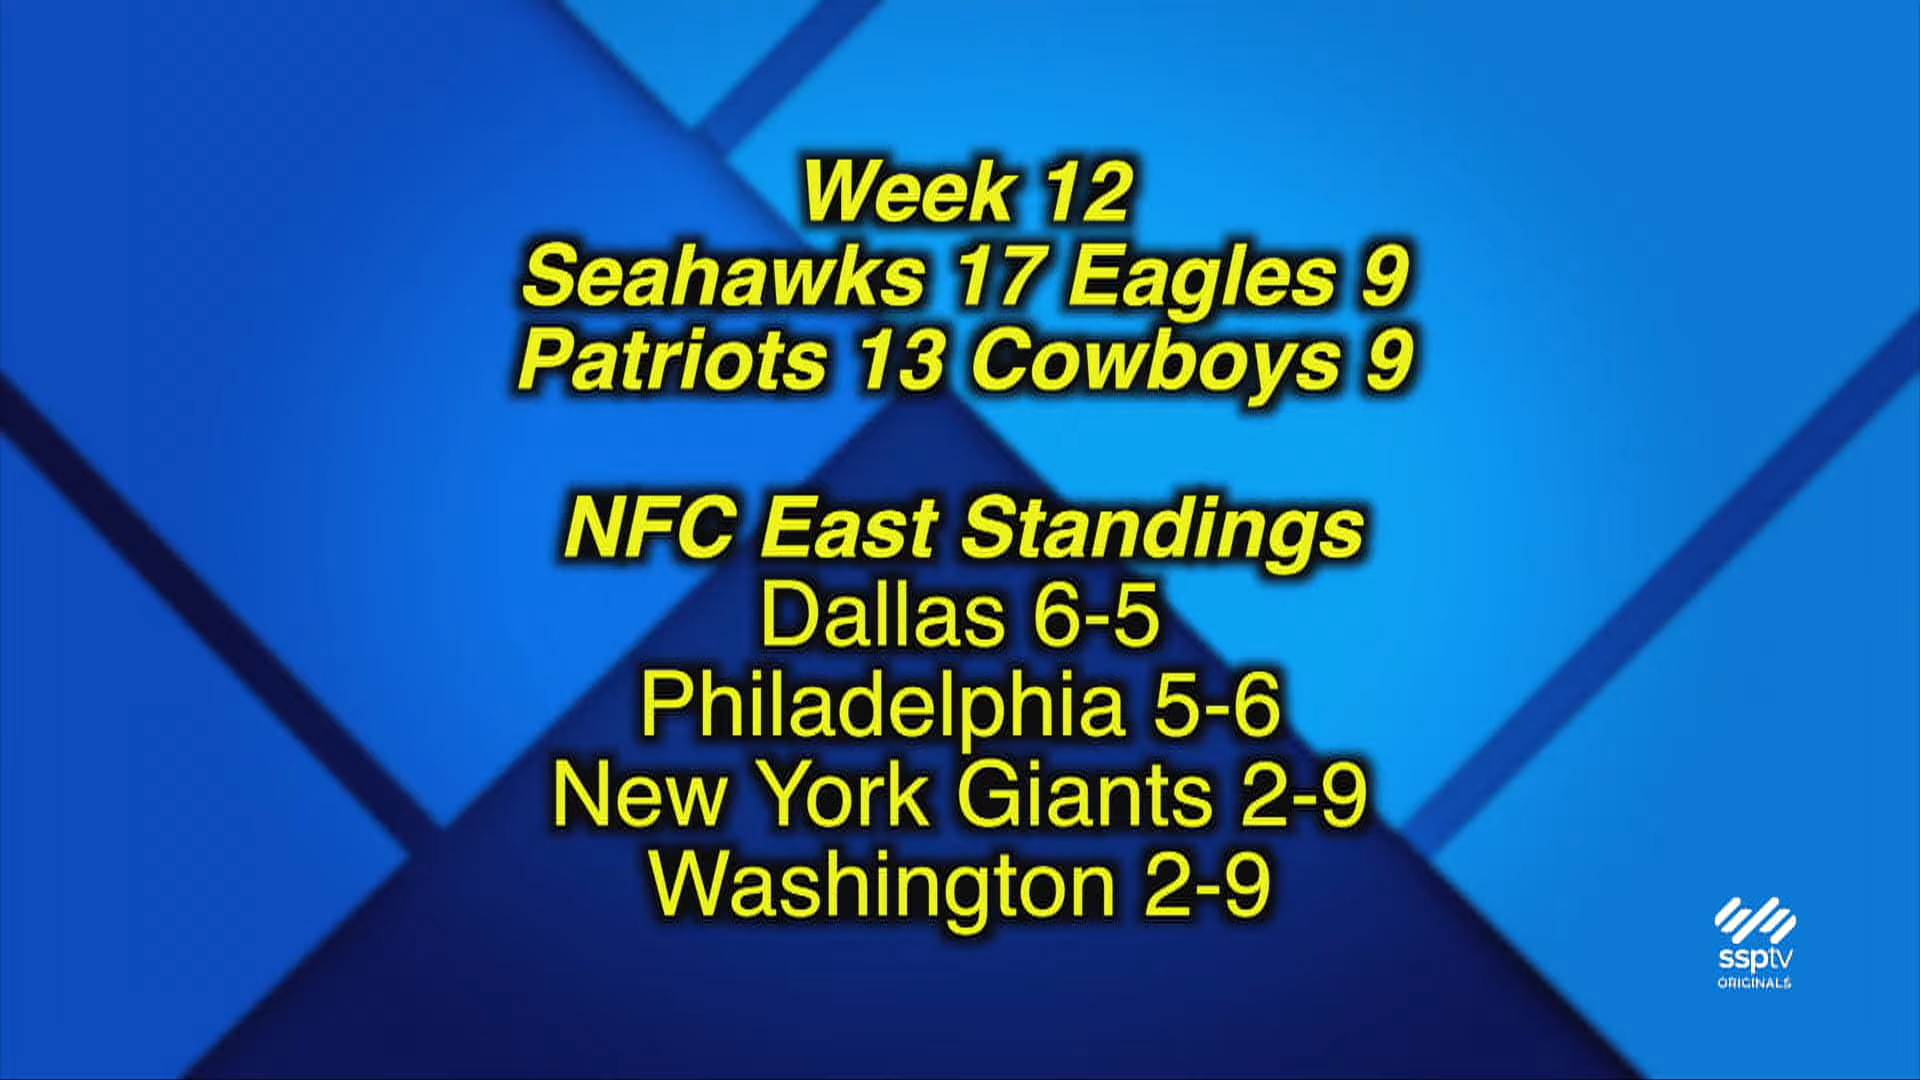 Week 12
Seahawks 17 Eagles 9
Patriots 13 Cowboys 9
NFC East Standings
Dallas 6-5
Philadelphia 5-6
New York Giants 2-9
Washington 2-9
ssptv
ORIGINALS